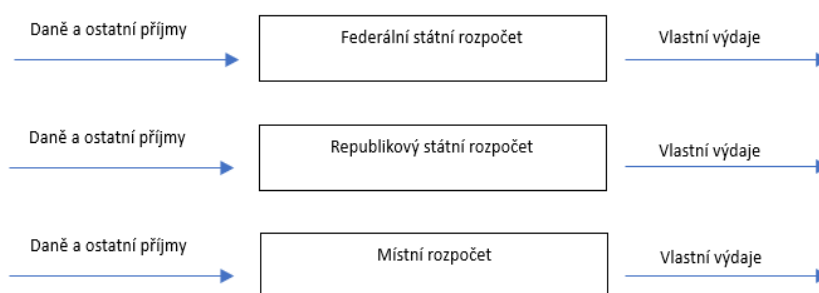 Daně a ostatní příjmy
Federální státní rozpočet
Vlastní výdaje
Daně a ostatní příjmy
Republikový státní rozpočet
Vlastní výdaje
Daně a ostatní příjmy
Místní rozpočet
Vlastní výdaje